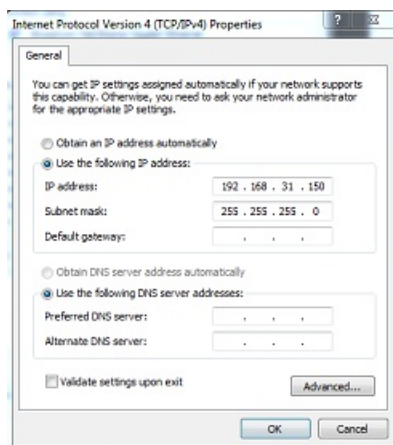 Internet Protocol Version 4 (TCP/IPv4) Properties
General
You can get IP settings assigned automatically if your network supports
this capability. Otherwise, you need to ask your network administrator
for the appropriate IP settings.
Obtain an IP address automatically
Use the following IP address:
IP address: 192 . 168 . 31 . 150
Subnet mask: 255 . 255 . 255 . 0
Default gateway: . . .
Obtain DNS server address automatically
Use the following DNS server addresses:
Preferred DNS server: . . .
Alternate DNS server: . . .
Validate settings upon exit
Advanced...
OK Cancel